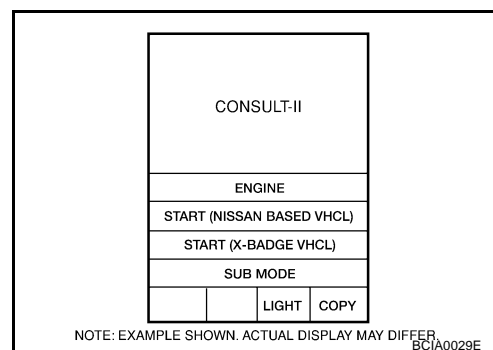 CONSULT-II
ENGINE
START (NISSAN BASED VHCL)
START (X-BADGE VHCL)
SUB MODE
LIGHT COPY
NOTE: EXAMPLE SHOWN. ACTUAL DISPLAY MAY DIFFER.
BCIA0029E